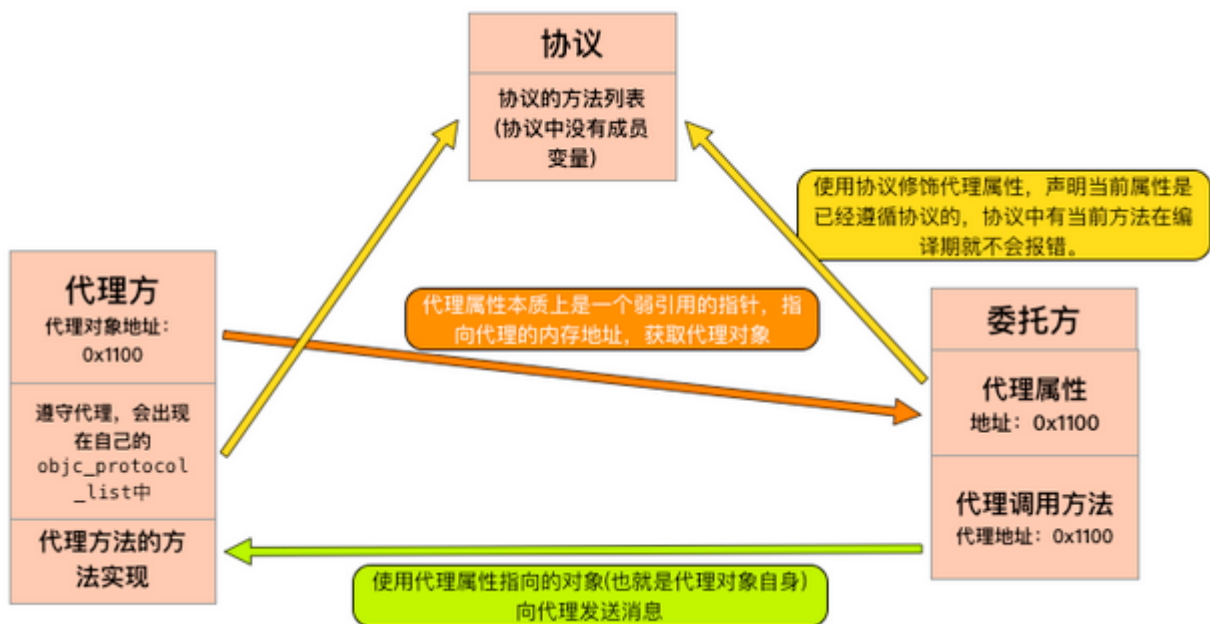 协议
协议的方法列表
(协议中没有成员
变量)
使用协议修饰代理属性，声明当前属性是
已经遵循协议的，协议中有当前方法在编
译期就不会报错。
代理方
代理对象地址：
0x1100
遵守代理，会出现
在自己的
objc_protocol
_list中
代理方法的方
法实现
代理属性本质上是一个弱引用的指针，指
向代理的内存地址，获取代理对象
委托方
代理属性
地址：0x1100
代理调用方法
代理地址：0x1100
使用代理属性指向的对象(也就是代理对象自身)
向代理发送消息